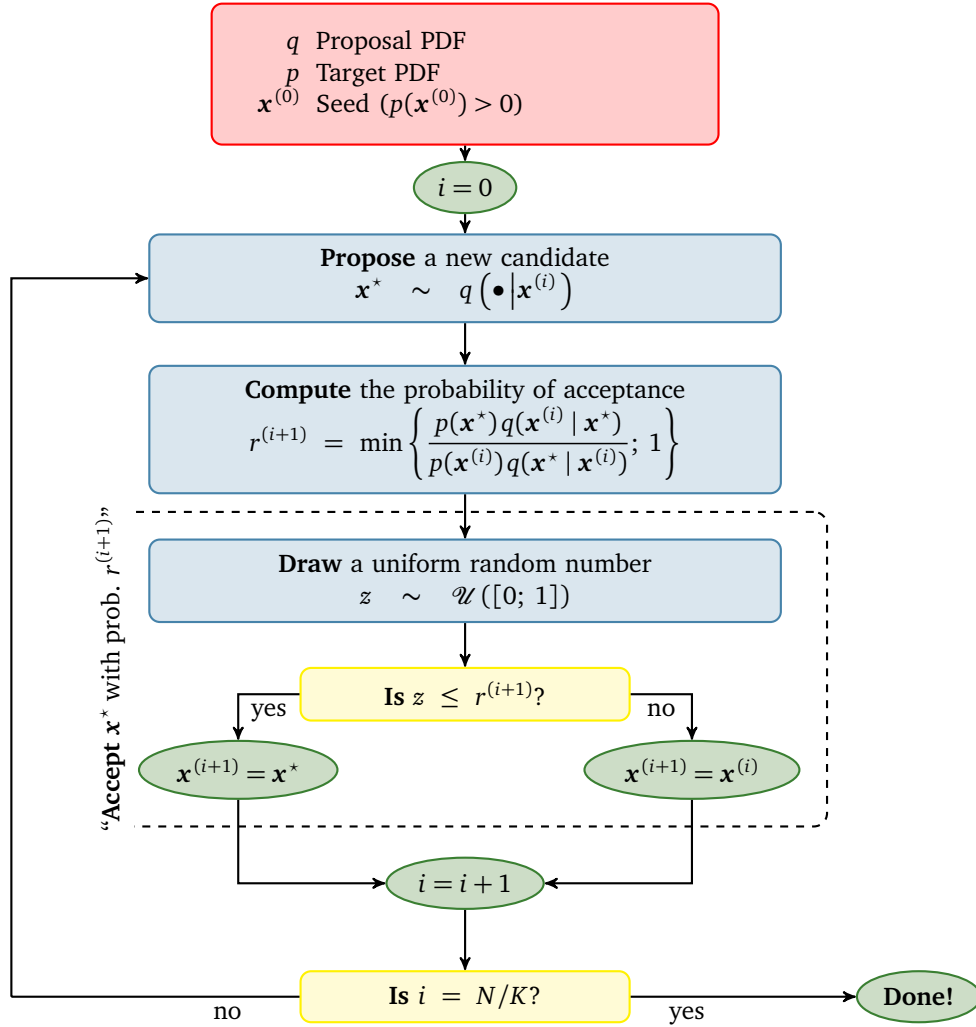 q Proposal PDF
p Target PDF
x^(0) Seed (p(x^(0)) > 0)
i = 0
Propose a new candidate
x^⋆ ∼ q (• | x^(i))
Compute the probability of acceptance
r^(i+1) = min { p(x^⋆) q(x^(i) | x^⋆) / p(x^(i)) q(x^⋆ | x^(i)) ; 1 }
“Accept x^⋆ with prob. r^(i+1)”
Draw a uniform random number
z ∼ 𝒰 ([0; 1])
Is z ≤ r^(i+1)?
yes
no
x^(i+1) = x^⋆
x^(i+1) = x^(i)
i = i + 1
Is i = N/K?
no
yes
Done!